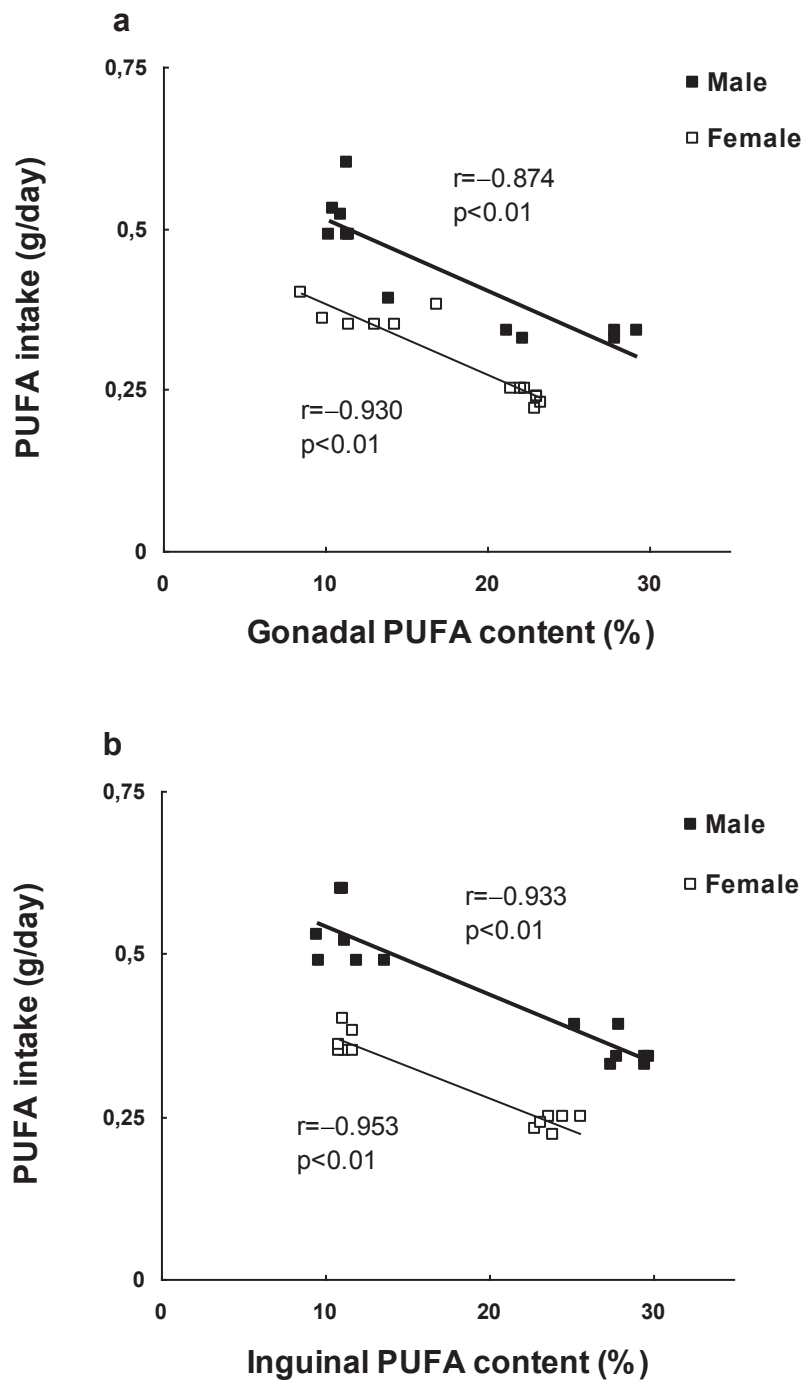 a
0,75
Male
Female
r=−0.874
p<0.01
0,5
PUFA intake (g/day)
0,25
r=−0.930
p<0.01
0
0 10 20 30
Gonadal PUFA content (%)
b
0,75
Male
Female
r=−0.933
p<0.01
0,5
PUFA intake (g/day)
0,25
r=−0.953
p<0.01
0
0 10 20 30
Inguinal PUFA content (%)